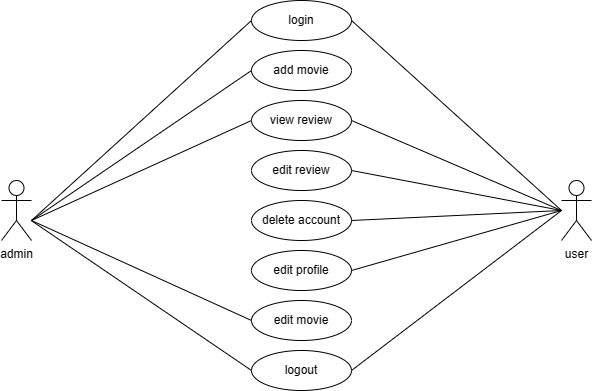 login
add movie
view review
edit review
delete account
admin
user
edit profile
edit movie
logout